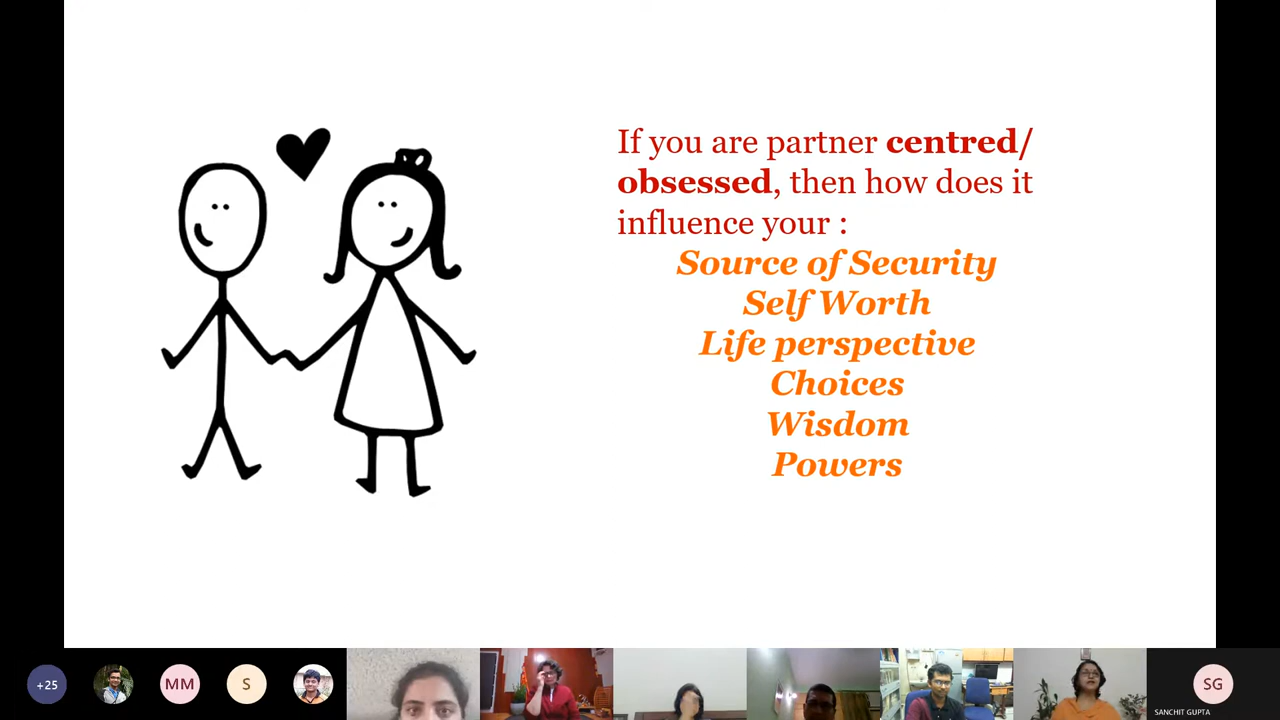 If you are partner centred/
obsessed, then how does it
influence your :
Source of Security
Self Worth
Life perspective
Choices
Wisdom
Powers
+25
MM
S
SG
SANCHIT GUPTA